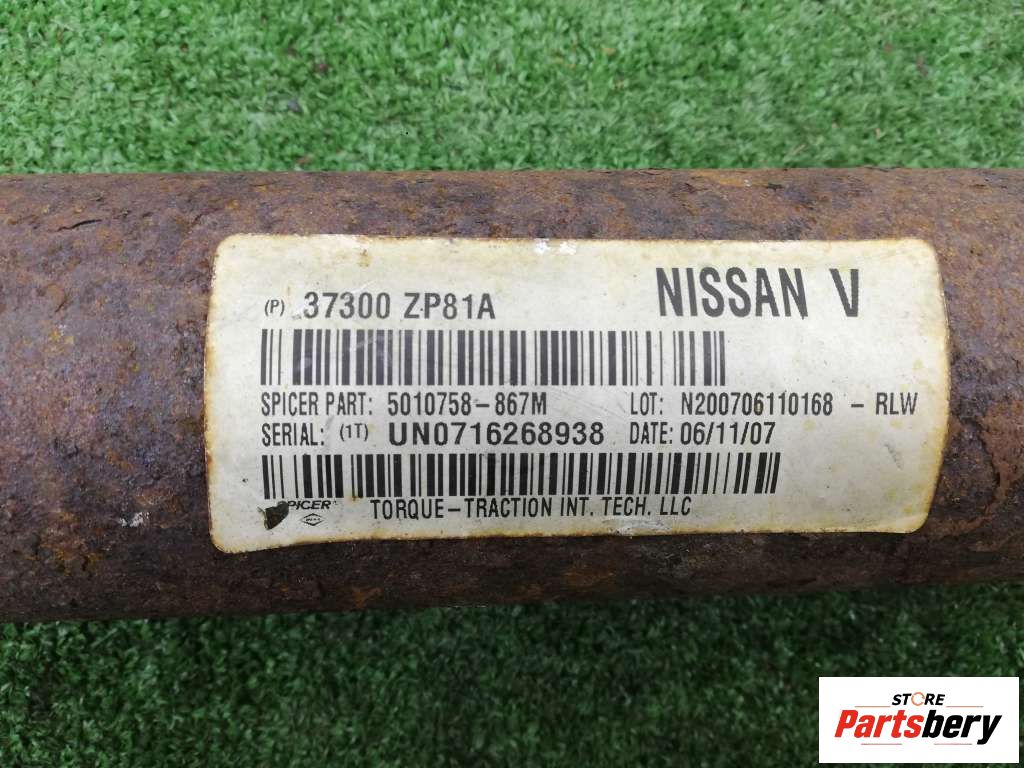 (P) 37300 ZP81A NISSAN V
SPICER PART: 5010758-867M LOT: N200706110168 - RLW
SERIAL: (1T) UN0716268938 DATE: 06/11/07
SPICER® TORQUE-TRACTION INT. TECH. LLC
STORE
Partsbery